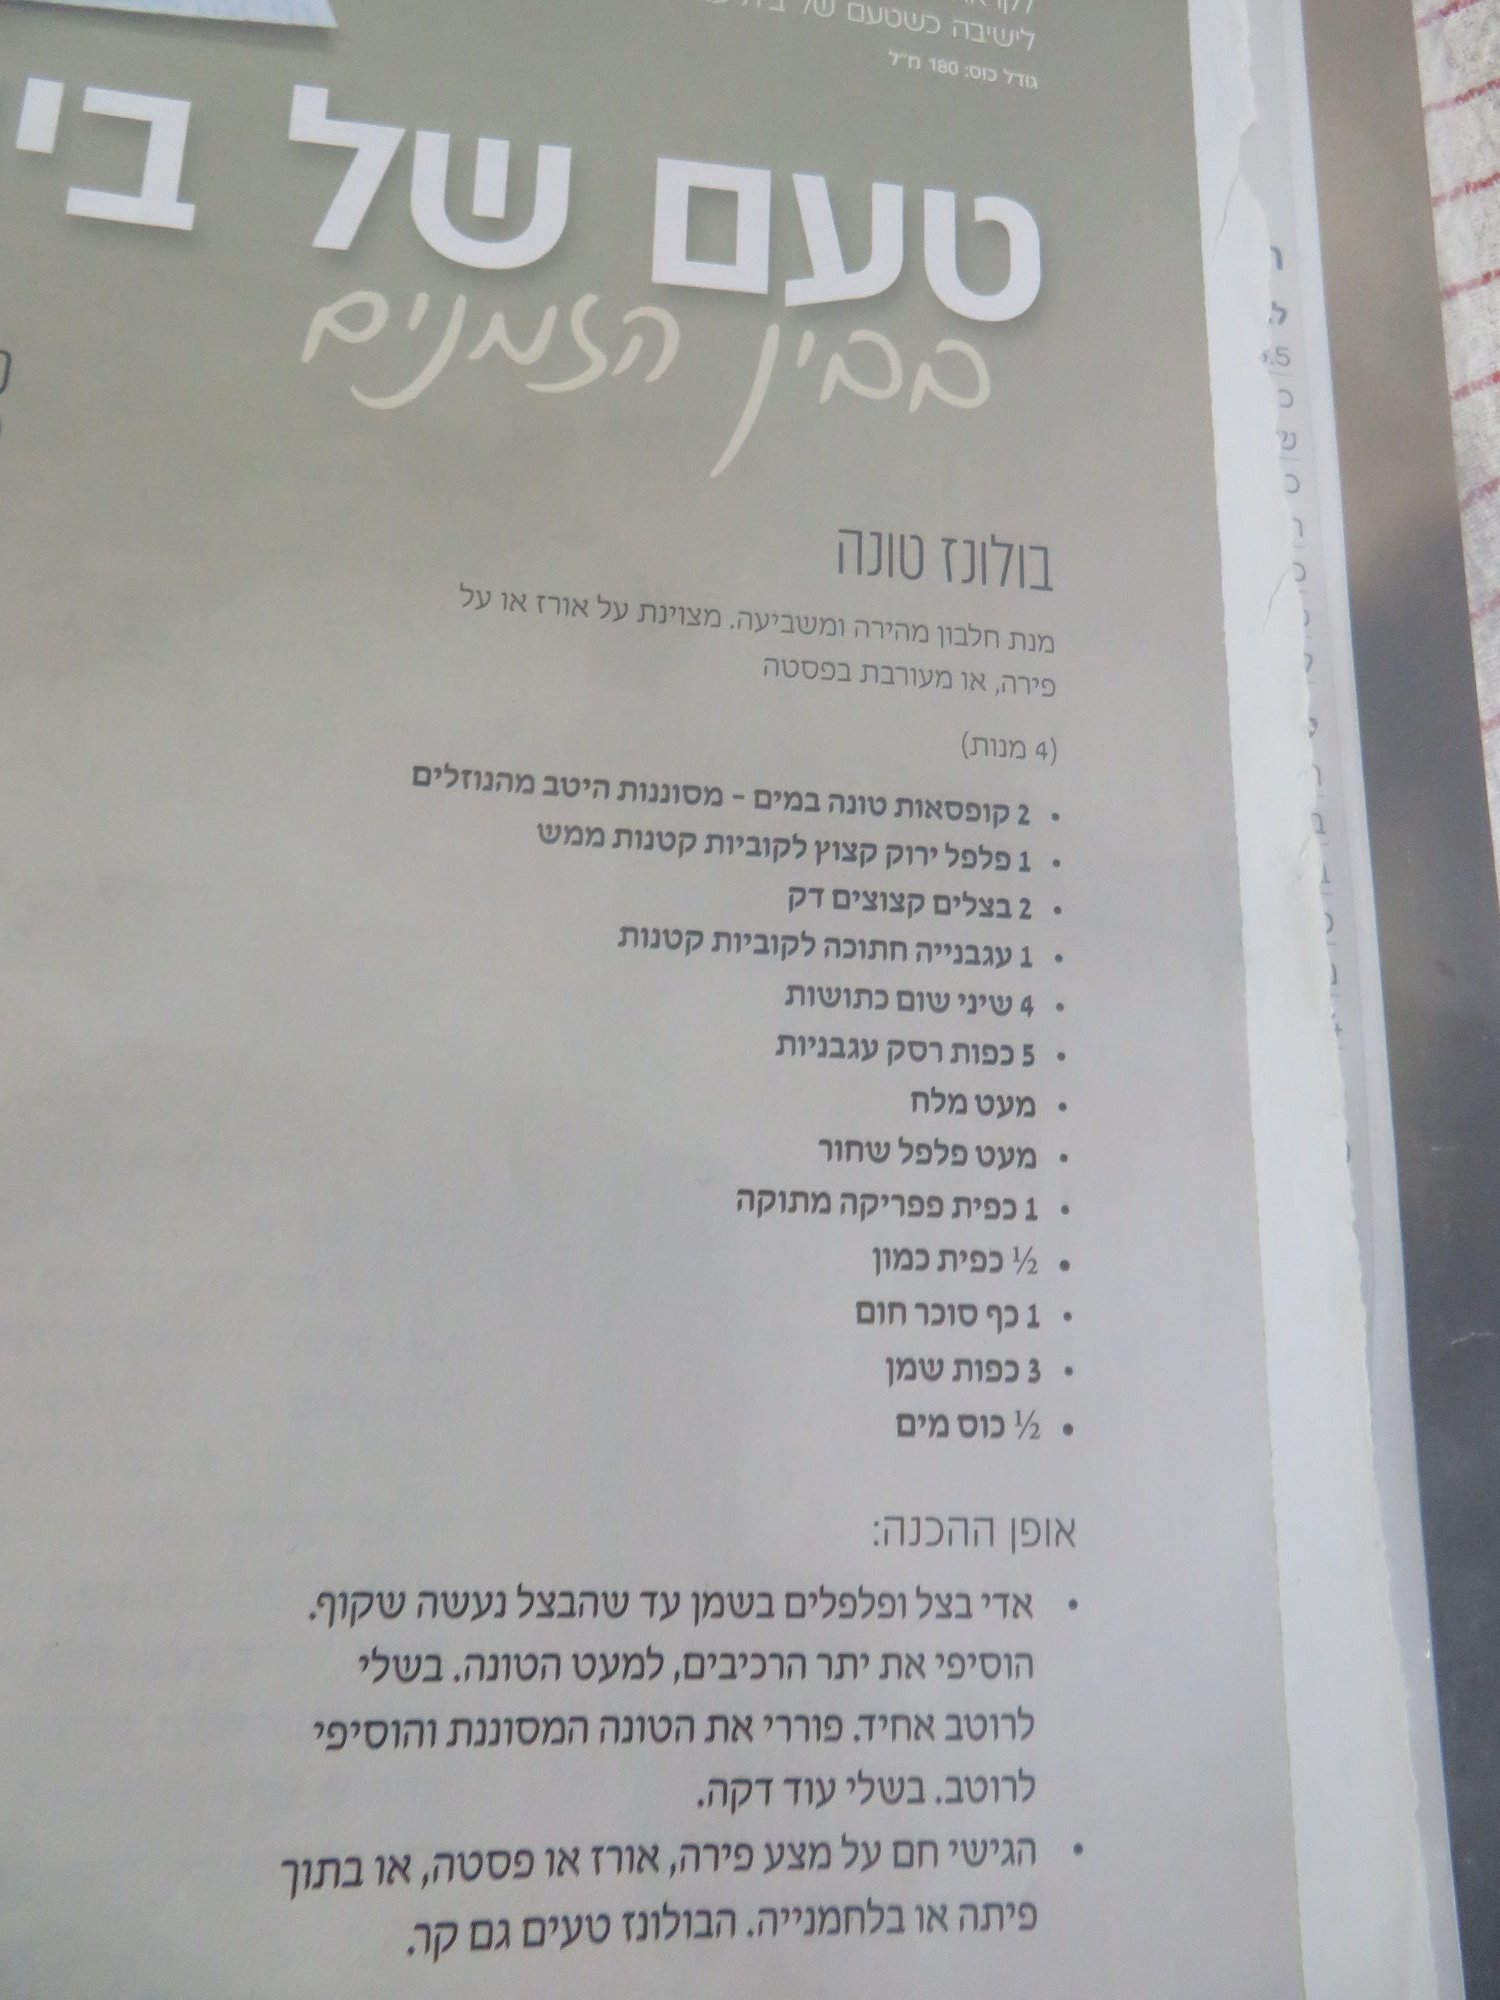 לישיבה כשטעם של
גודל כוס: 180 מ"ל
טעם של בי
בבין הזמנים
בולונז טונה
מנת חלבון מהירה ומשביעה. מצוינת על אורז או על
פירה, או מעורבת בפסטה
(4 מנות)
• 2 קופסאות טונה במים - מסוננות היטב מהנוזלים
• 1 פלפל ירוק קצוץ לקוביות קטנות ממש
• 2 בצלים קצוצים דק
• 1 עגבנייה חתוכה לקוביות קטנות
• 4 שיני שום כתושות
• 5 כפות רסק עגבניות
• מעט מלח
• מעט פלפל שחור
• 1 כפית פפריקה מתוקה
• ½ כפית כמון
• 1 כף סוכר חום
• 3 כפות שמן
• ½ כוס מים
אופן ההכנה:
• אדי בצל ופלפלים בשמן עד שהבצל נעשה שקוף.
הוסיפי את יתר הרכיבים, למעט הטונה. בשלי
לרוטב אחיד. פוררי את הטונה המסוננת והוסיפי
לרוטב. בשלי עוד דקה.
• הגישי חם על מצע פירה, אורז או פסטה, או בתוך
פיתה או בלחמנייה. הבולונז טעים גם קר.